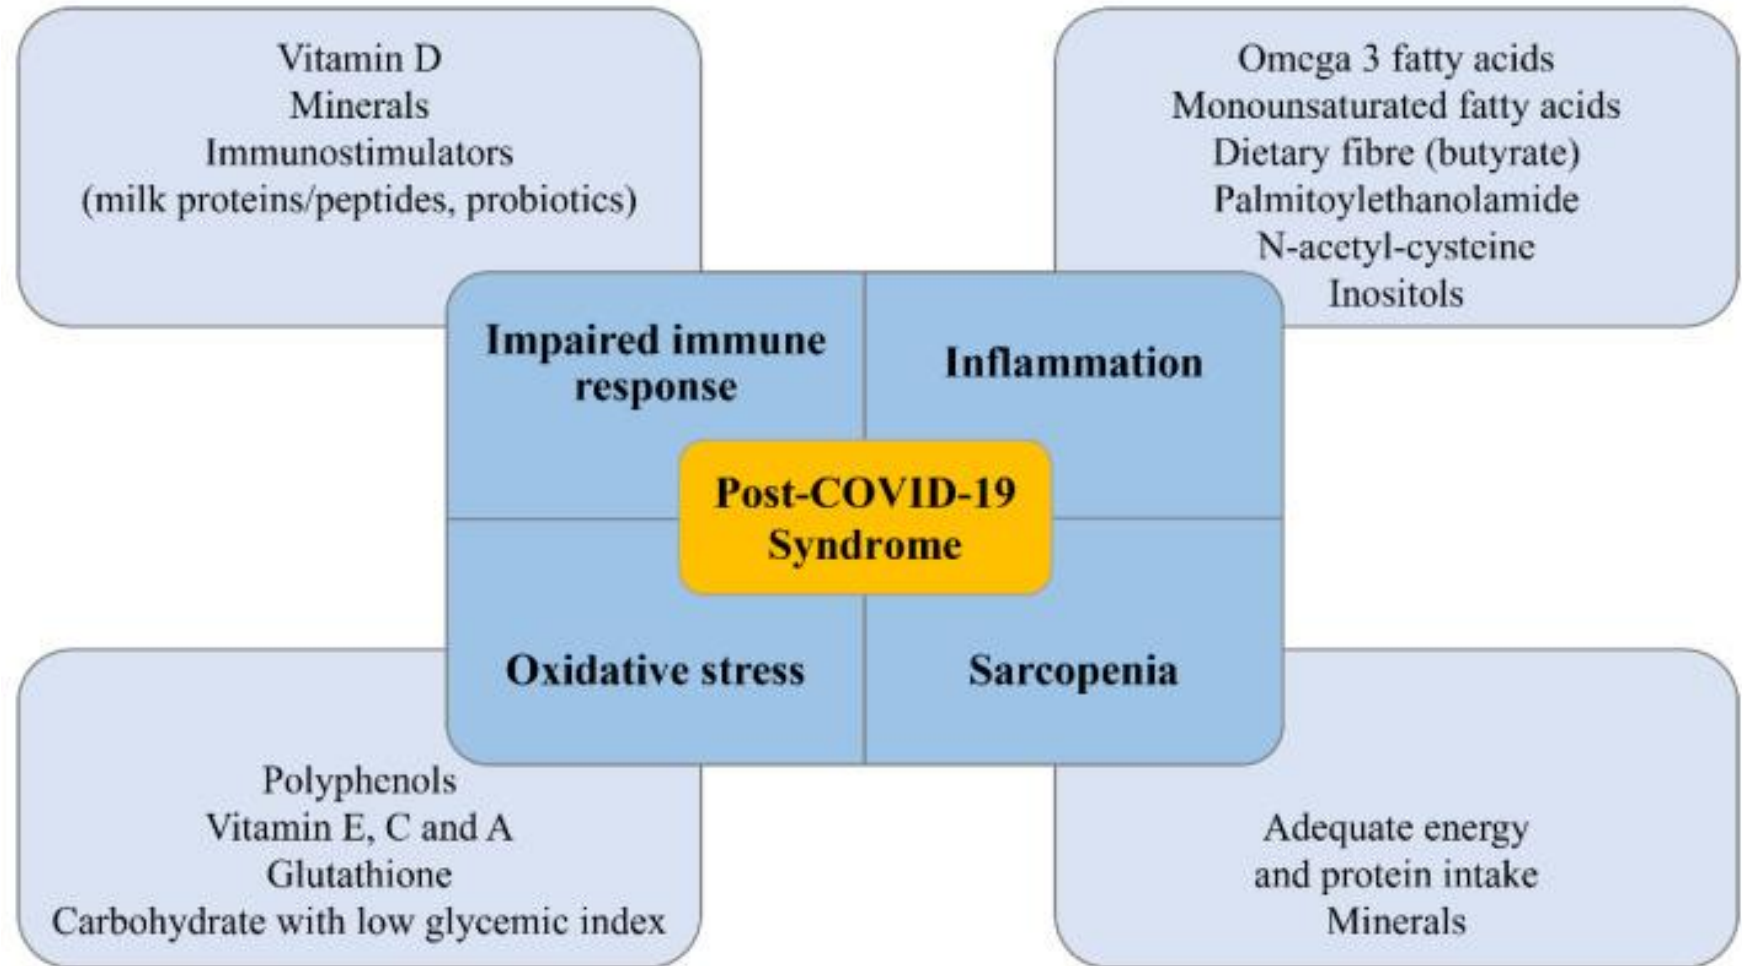 Vitamin D
Minerals
Immunostimulators
(milk proteins/peptides, probiotics)
Omega 3 fatty acids
Monounsaturated fatty acids
Dietary fibre (butyrate)
Palmitoylethanolamide
N-acetyl-cysteine
Inositols
Impaired immune
response
Inflammation
Post-COVID-19
Syndrome
Oxidative stress
Sarcopenia
Polyphenols
Vitamin E, C and A
Glutathione
Carbohydrate with low glycemic index
Adequate energy
and protein intake
Minerals